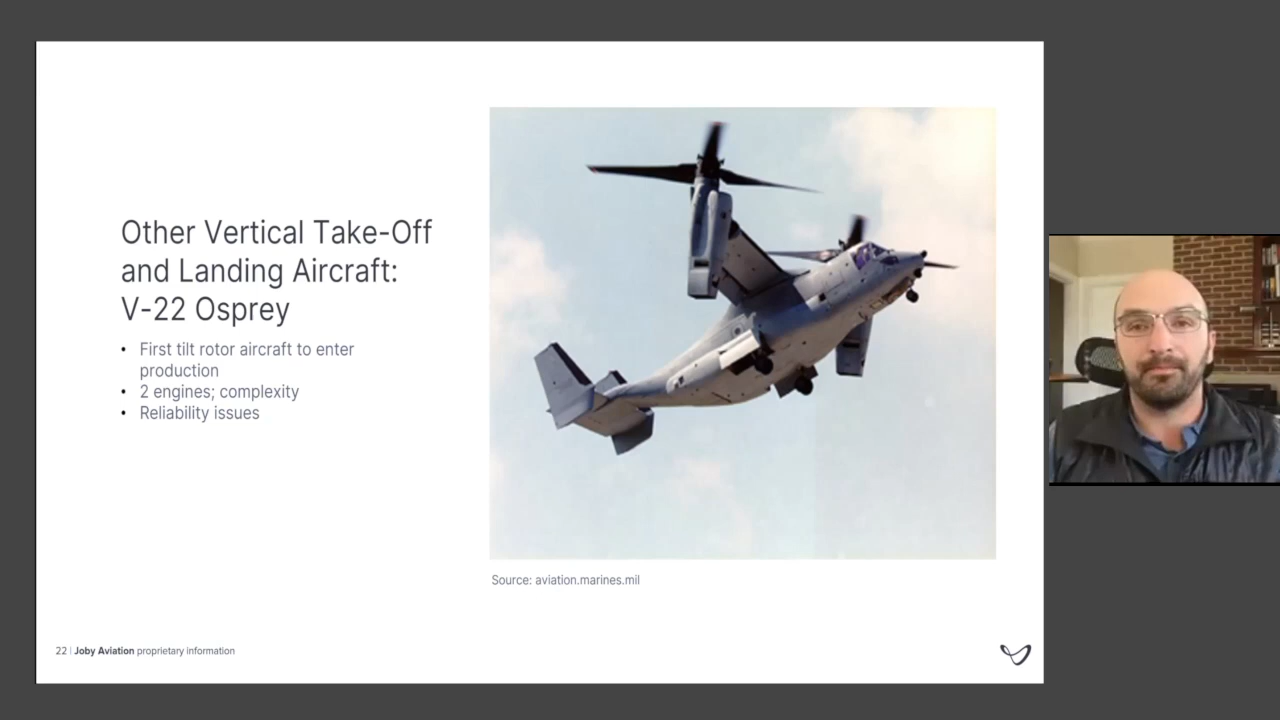 Other Vertical Take-Off
and Landing Aircraft:
V-22 Osprey
• First tilt rotor aircraft to enter
production
• 2 engines; complexity
• Reliability issues
Source: aviation.marines.mil
22 | Joby Aviation proprietary information